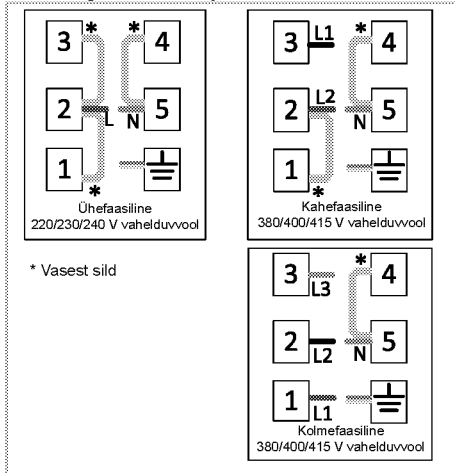 3 * * 4
2 L N 5
1 *
Ühefaasiline
220/230/240 V vahelduvvool
3 L1 * 4
2 L2 N 5
1 *
Kahefaasiline
380/400/415 V vahelduvvool
* Vasest sild
3 L3 * 4
2 L2 N 5
1 L1
Kolmefaasiline
380/400/415 V vahelduvvool